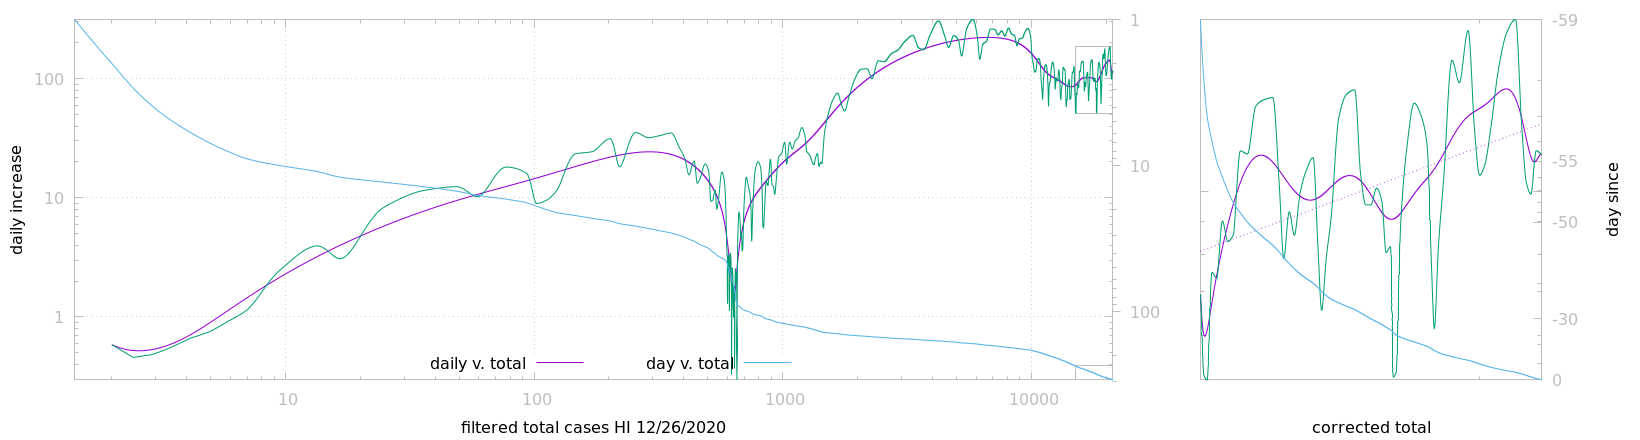 daily increase
100
10
1
10
100
1000
10000
filtered total cases HI 12/26/2020
daily v. total
day v. total
1
10
100
-59
-55
-50
-30
0
day since
corrected total